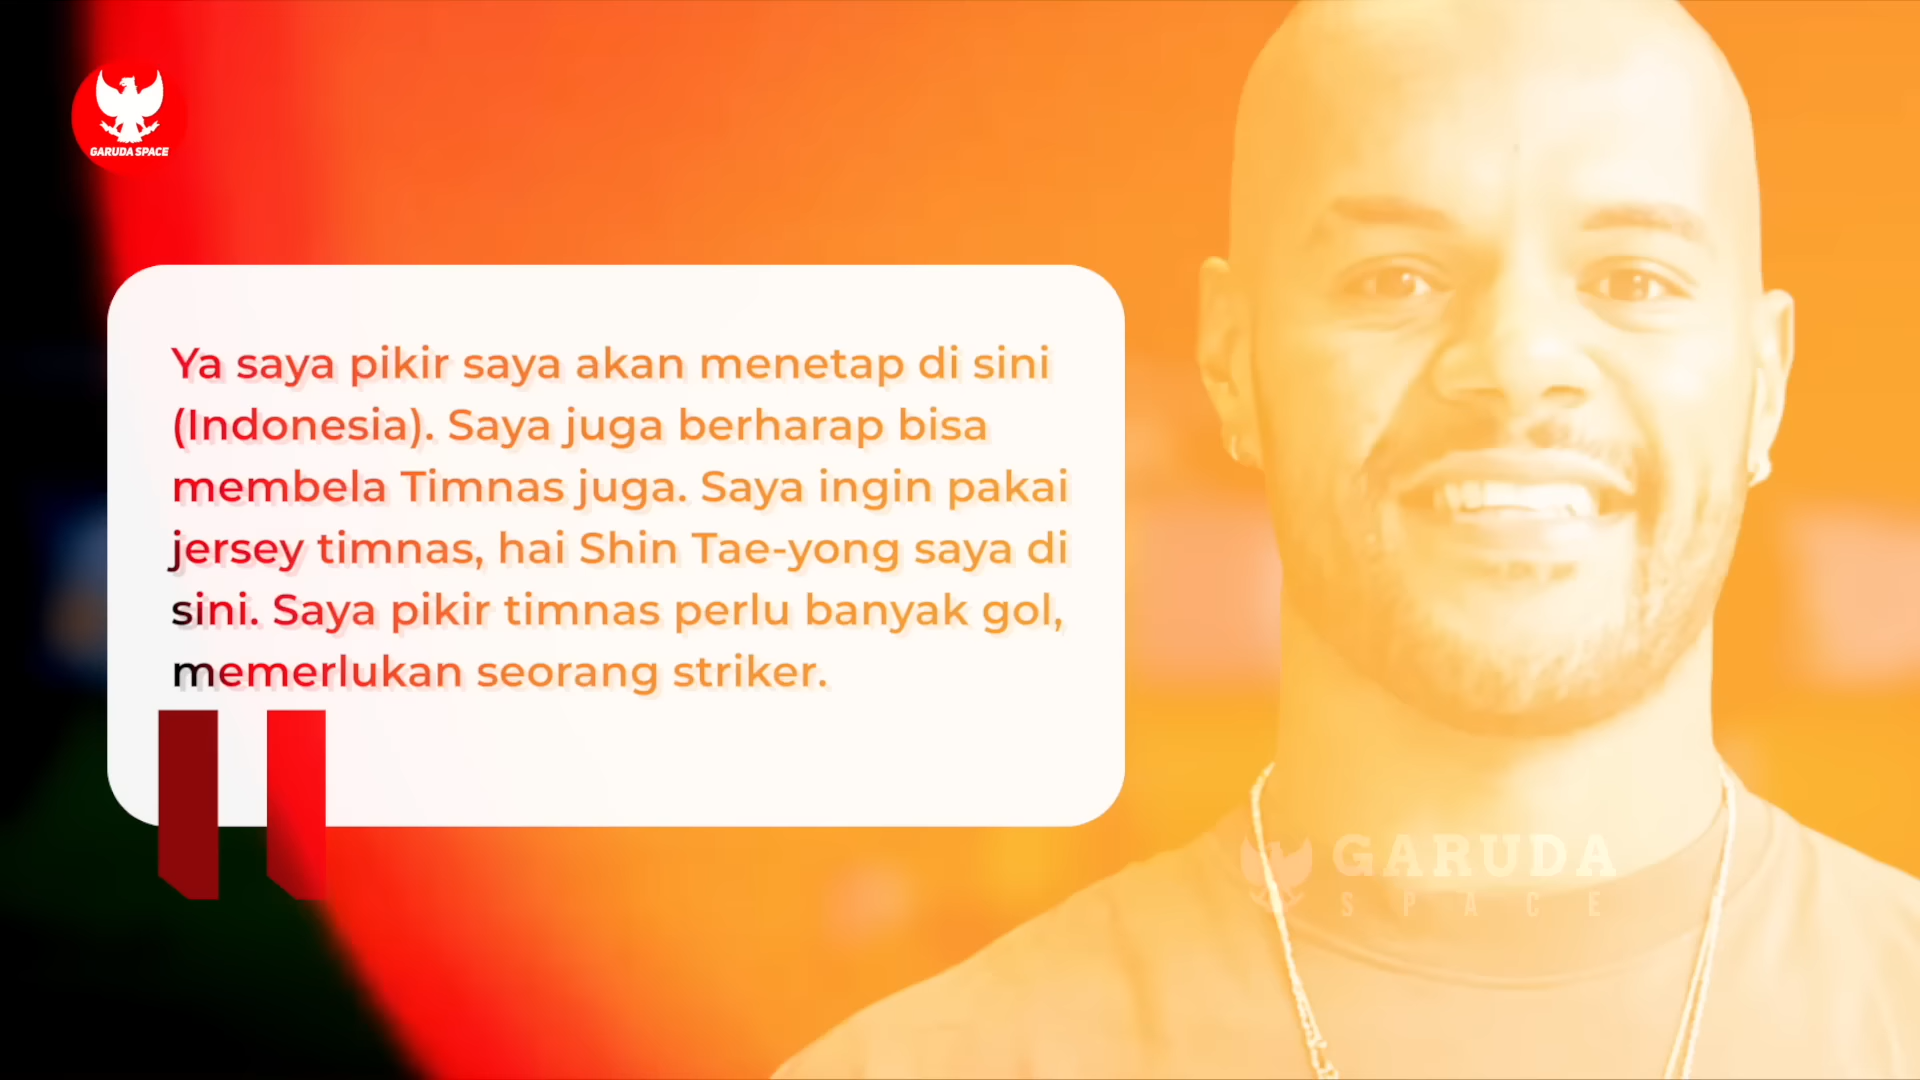 GARUDA SPACE
Ya saya pikir saya akan menetap di sini
(Indonesia). Saya juga berharap bisa
membela Timnas juga. Saya ingin pakai
jersey timnas, hai Shin Tae-yong saya di
sini. Saya pikir timnas perlu banyak gol,
memerlukan seorang striker.
GARUDA
SPACE